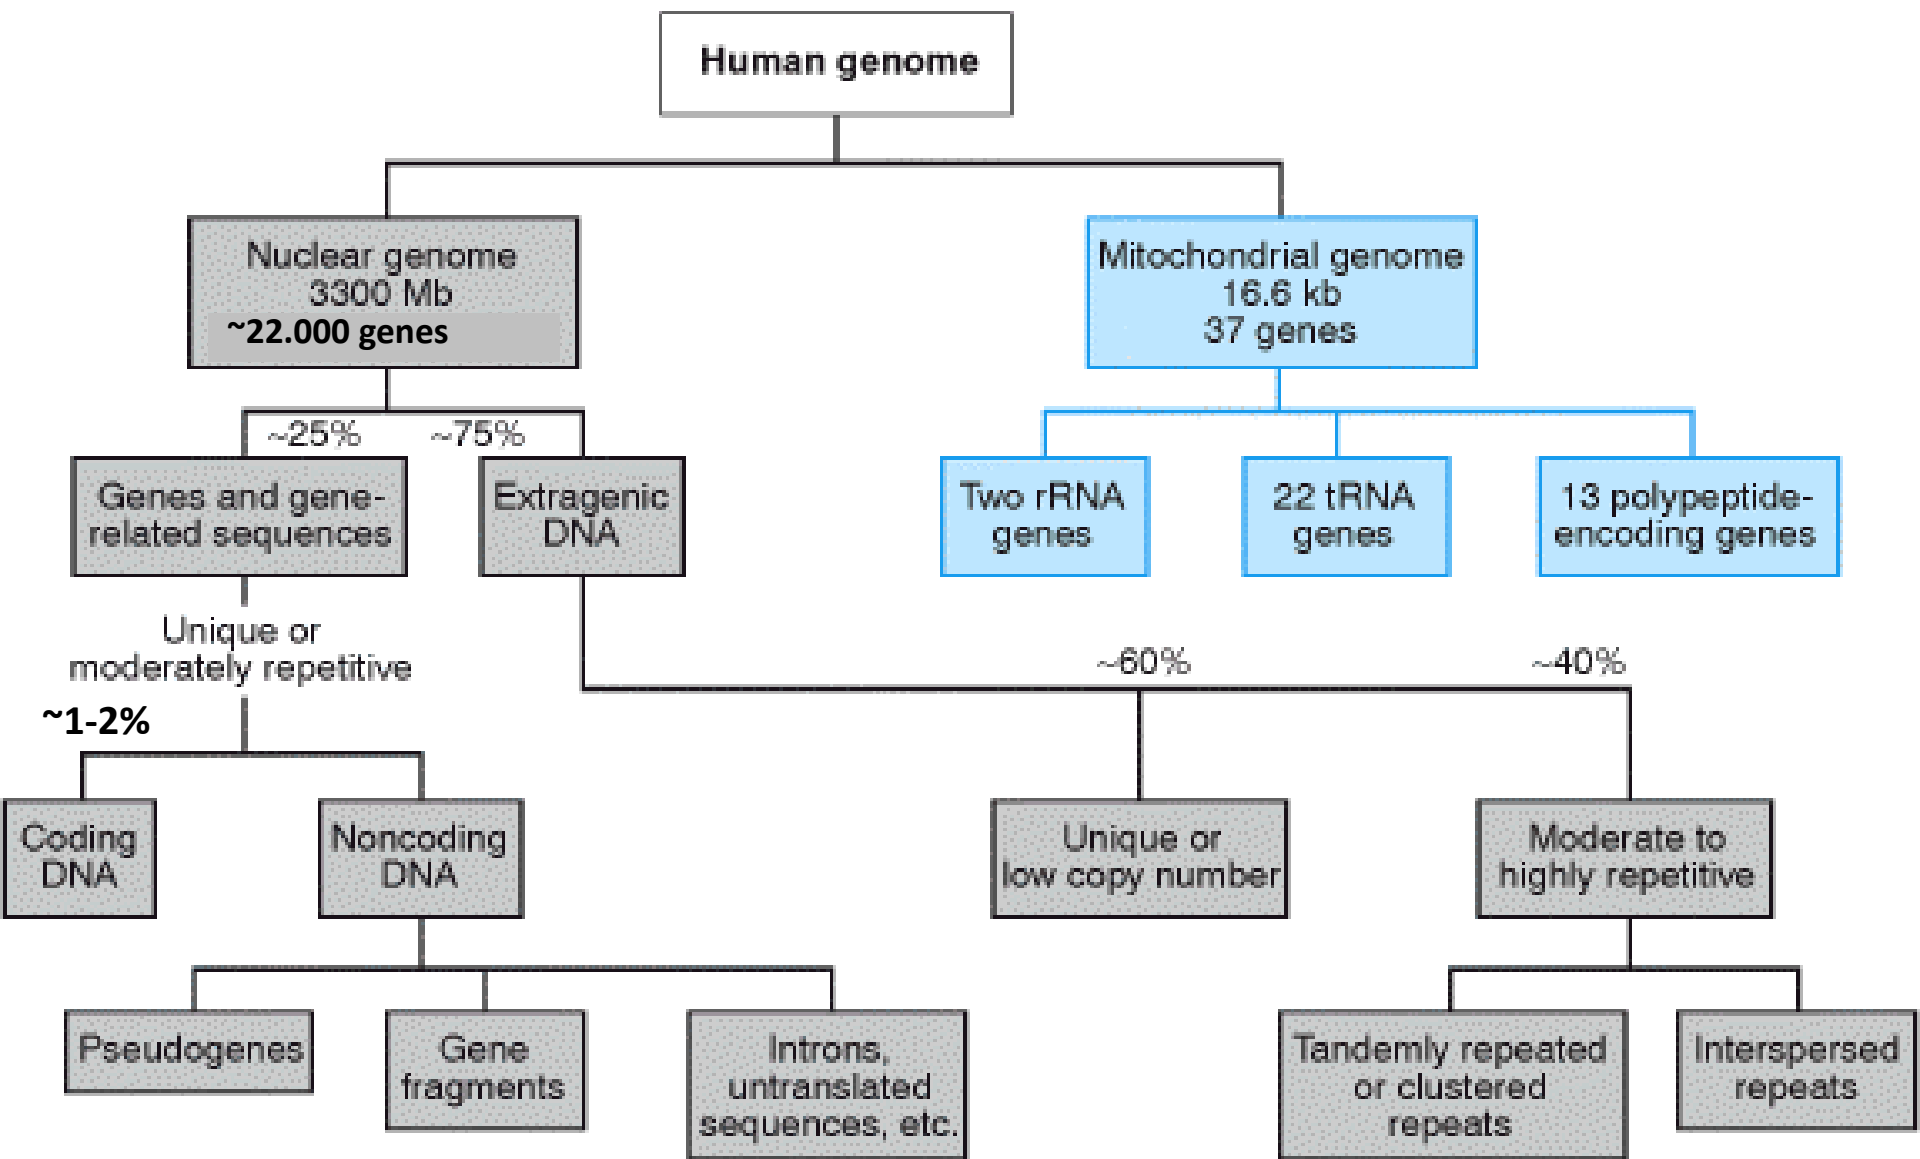 Human genome
Nuclear genome
3300 Mb
~22.000 genes
Mitochondrial genome
16.6 kb
37 genes
~25%
~75%
Genes and gene-
related sequences
Extragenic
DNA
Two rRNA
genes
22 tRNA
genes
13 polypeptide-
encoding genes
Unique or
moderately repetitive
~60%
~40%
~1-2%
Coding
DNA
Noncoding
DNA
Unique or
low copy number
Moderate to
highly repetitive
Pseudogenes
Gene
fragments
Introns,
untranslated
sequences, etc.
Tandemly repeated
or clustered
repeats
Interspersed
repeats